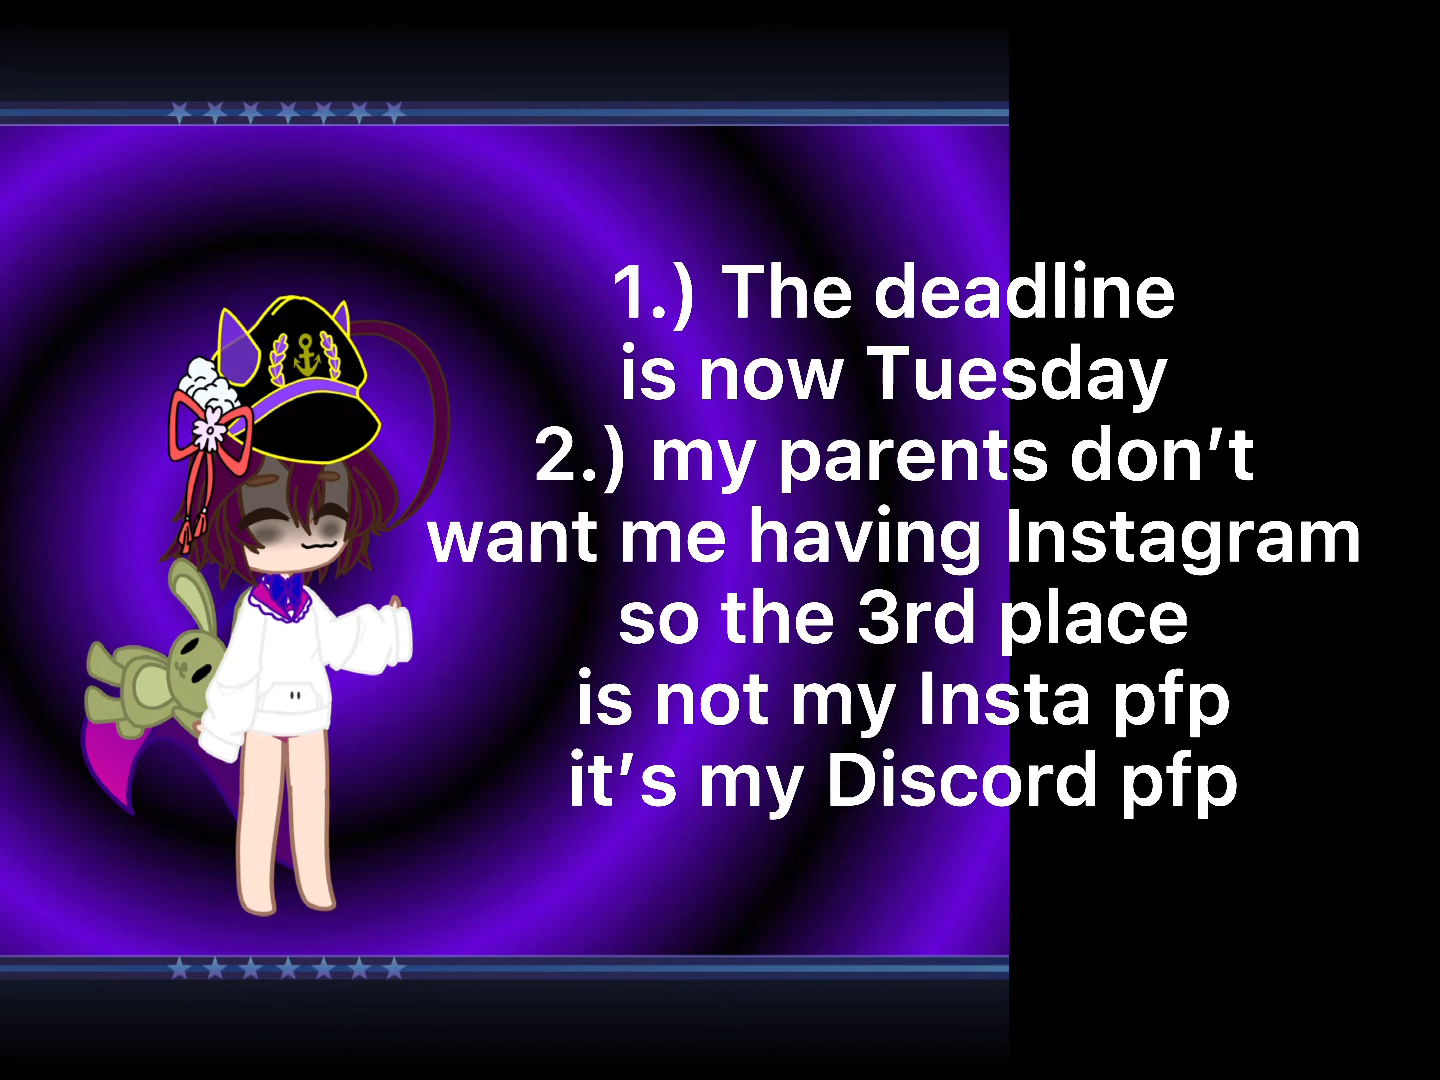 1.) The deadline
is now Tuesday
2.) my parents don’t
want me having Instagram
so the 3rd place
is not my Insta pfp
it’s my Discord pfp